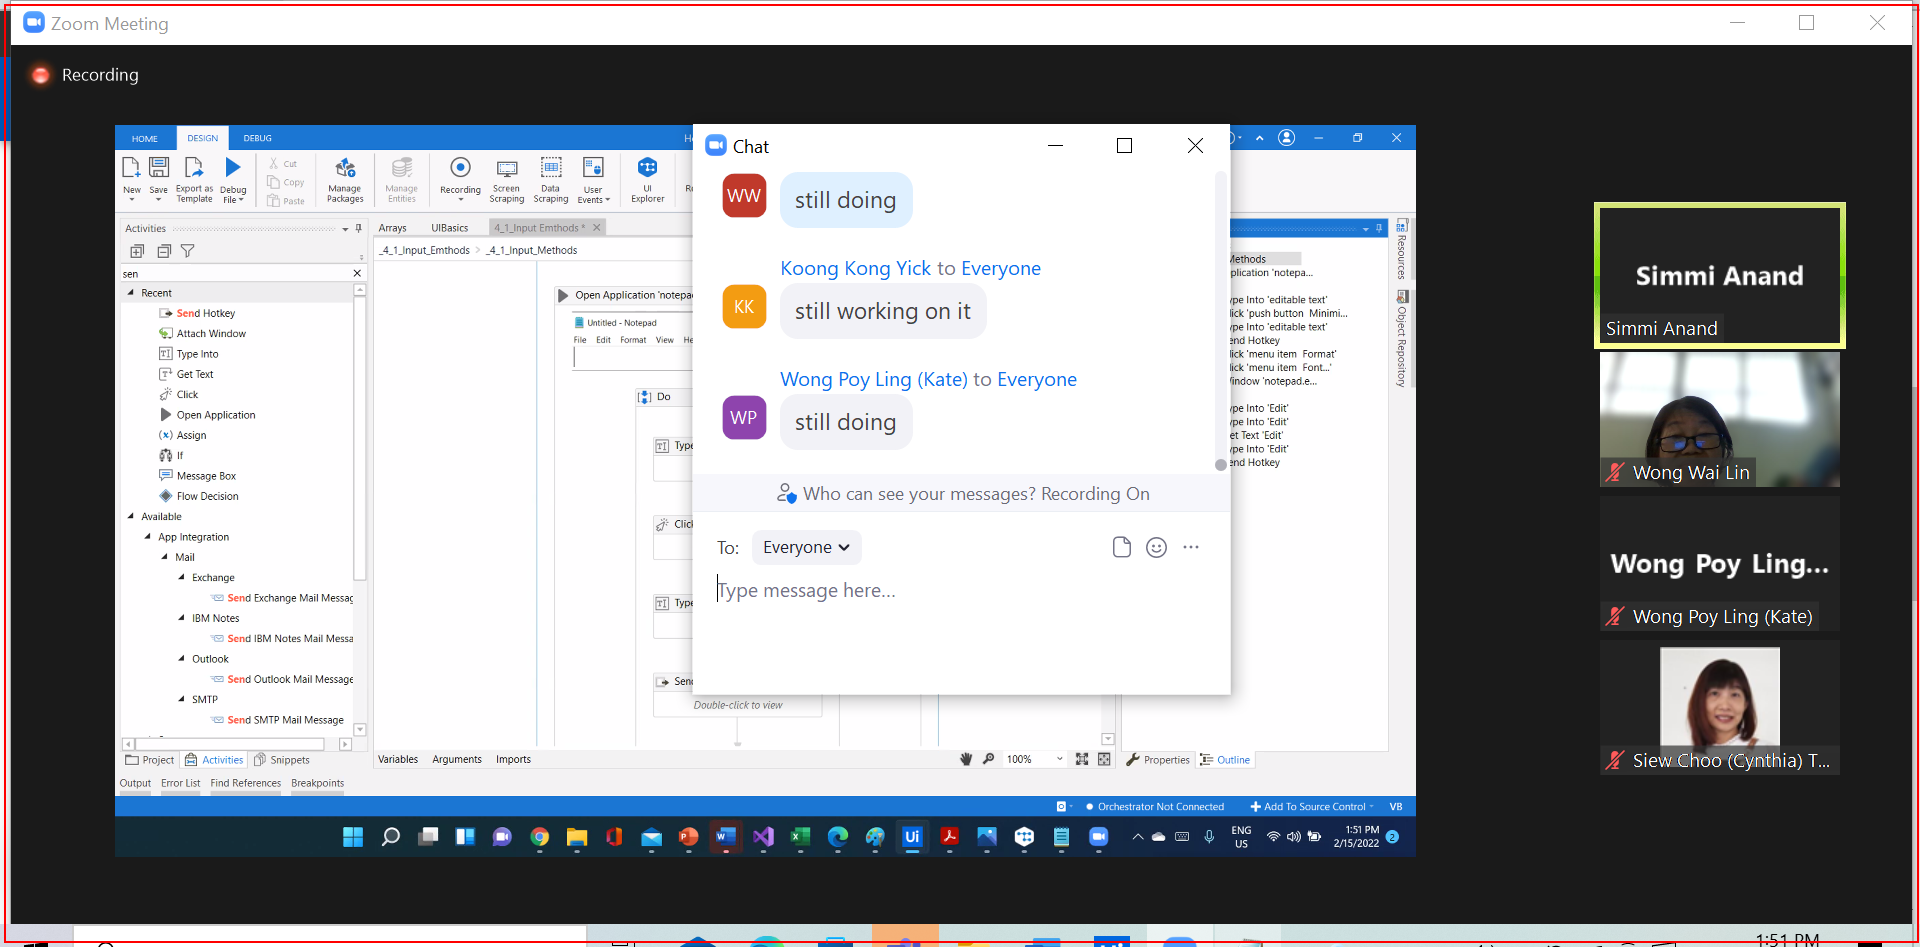 Zoom Meeting
Recording
HOME
DESIGN
DEBUG
New
Save
Export as Template
Debug File
Cut
Copy
Paste
Manage Packages
Manage Entities
Recording
Screen Scraping
Data Scraping
User Events
UI Explorer
Activities
sen
Recent
Send Hotkey
Attach Window
Type Into
Get Text
Click
Open Application
Assign
If
Message Box
Flow Decision
Available
App Integration
Mail
Exchange
Send Exchange Mail Messag
IBM Notes
Send IBM Notes Mail Messa
Outlook
Send Outlook Mail Message
SMTP
Send SMTP Mail Message
Project
Activities
Snippets
Output
Error List
Find References
Breakpoints
Arrays
UIBasics
4_1_Input Emthods *
_4_1_Input_Emthods > _4_1_Input_Methods
Open Application 'notepa
Untitled - Notepad
File Edit Format View He
Do
Type
Click
Type
Sen
Double-click to view
Variables
Arguments
Imports
100%
Chat
WW
still doing
Koong Kong Yick to Everyone
KK
still working on it
Wong Poy Ling (Kate) to Everyone
WP
still doing
Who can see your messages? Recording On
To: Everyone
Type message here...
Methods
plication 'notepa...
ype Into 'editable text'
lick 'push button Minimi...
ype Into 'editable text'
end Hotkey
lick 'menu item Format'
lick 'menu item Font...'
indow 'notepad.e...
ype Into 'Edit'
ype Into 'Edit'
et Text 'Edit'
ype Into 'Edit'
end Hotkey
Resources
Object Repository
Properties
Outline
Orchestrator Not Connected
Add To Source Control
VB
Ui
ENG
US
1:51 PM
2/15/2022
2
Simmi Anand
Simmi Anand
Wong Wai Lin
Wong Poy Ling...
Wong Poy Ling (Kate)
Siew Choo (Cynthia) T...
1:51 PM